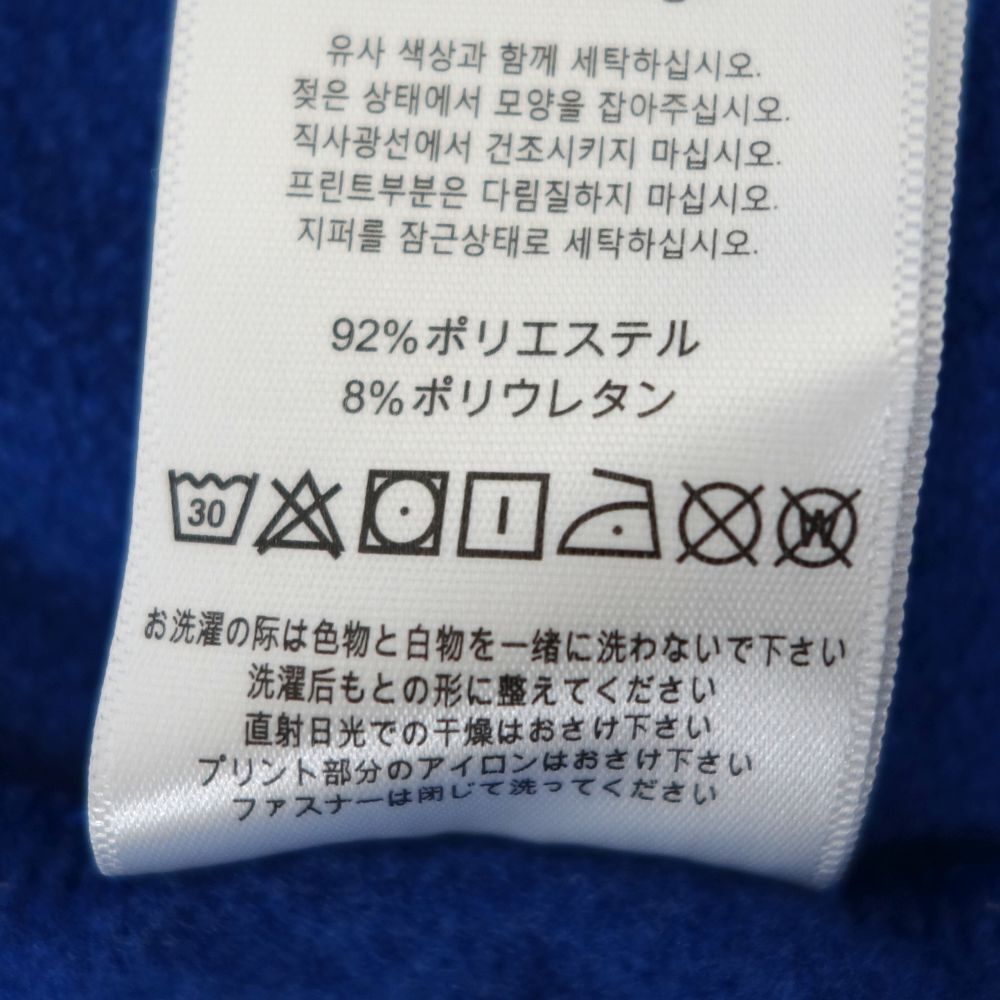 유사 색상과 함께 세탁하십시오.
젖은 상태에서 모양을 잡아주십시오.
직사광선에서 건조시키지 마십시오.
프린트부분은 다림질하지 마십시오.
지퍼를 잠근상태로 세탁하십시오.
92%ポリエステル
8%ポリウレタン
30
W
お洗濯の际は色物と白物を一緒に洗わないで下さい
洗濯后もとの形に整えてください
直射日光での干燥はおさけ下さい
プリント部分のアイロンはおさけ下さい
ファスナーは閉じて洗ってください